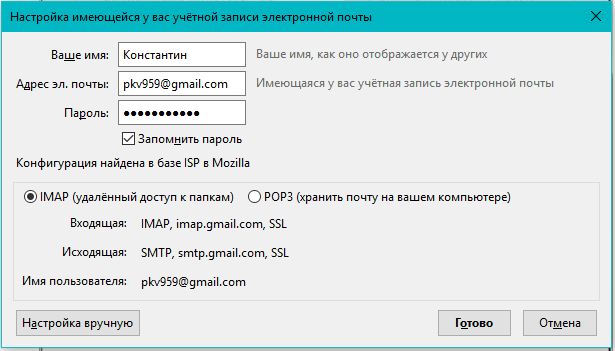 Настройка имеющейся у вас учётной записи электронной почты
Ваше имя: Константин Ваше имя, как оно отображается у других
Адрес эл. почты: pkv959@gmail.com Имеющаяся у вас учётная запись электронной почты
Пароль: ●●●●●●●●●●●
Запомнить пароль
Конфигурация найдена в базе ISP в Mozilla
IMAP (удалённый доступ к папкам) POP3 (хранить почту на вашем компьютере)
Входящая: IMAP, imap.gmail.com, SSL
Исходящая: SMTP, smtp.gmail.com, SSL
Имя пользователя: pkv959@gmail.com
Настройка вручную Готово Отмена